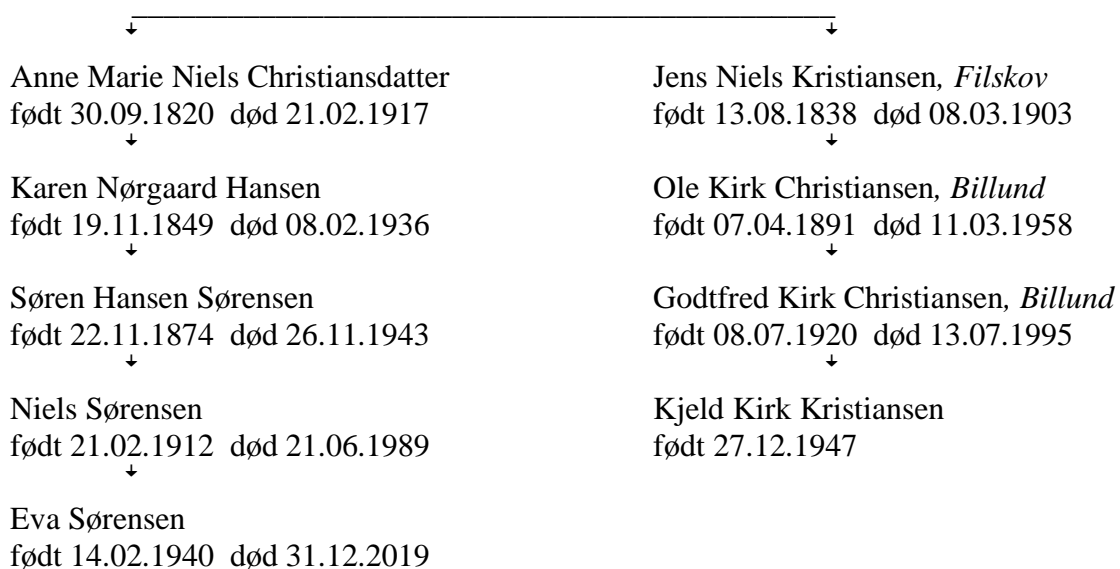 Anne Marie Niels Christiansdatter
født 30.09.1820 død 21.02.1917
Karen Nørgaard Hansen
født 19.11.1849 død 08.02.1936
Søren Hansen Sørensen
født 22.11.1874 død 26.11.1943
Niels Sørensen
født 21.02.1912 død 21.06.1989
Eva Sørensen
født 14.02.1940 død 31.12.2019
Jens Niels Kristiansen, Filskov
født 13.08.1838 død 08.03.1903
Ole Kirk Christiansen, Billund
født 07.04.1891 død 11.03.1958
Godtfred Kirk Christiansen, Billund
født 08.07.1920 død 13.07.1995
Kjeld Kirk Kristiansen
født 27.12.1947